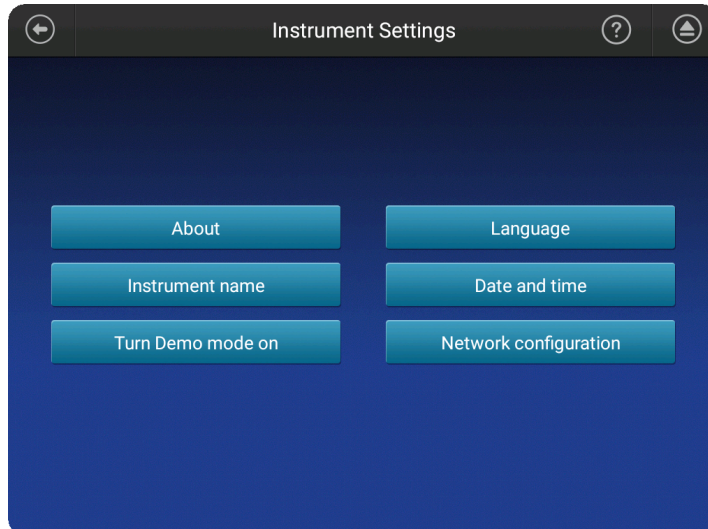 Instrument Settings
?
About
Language
Instrument name
Date and time
Turn Demo mode on
Network configuration